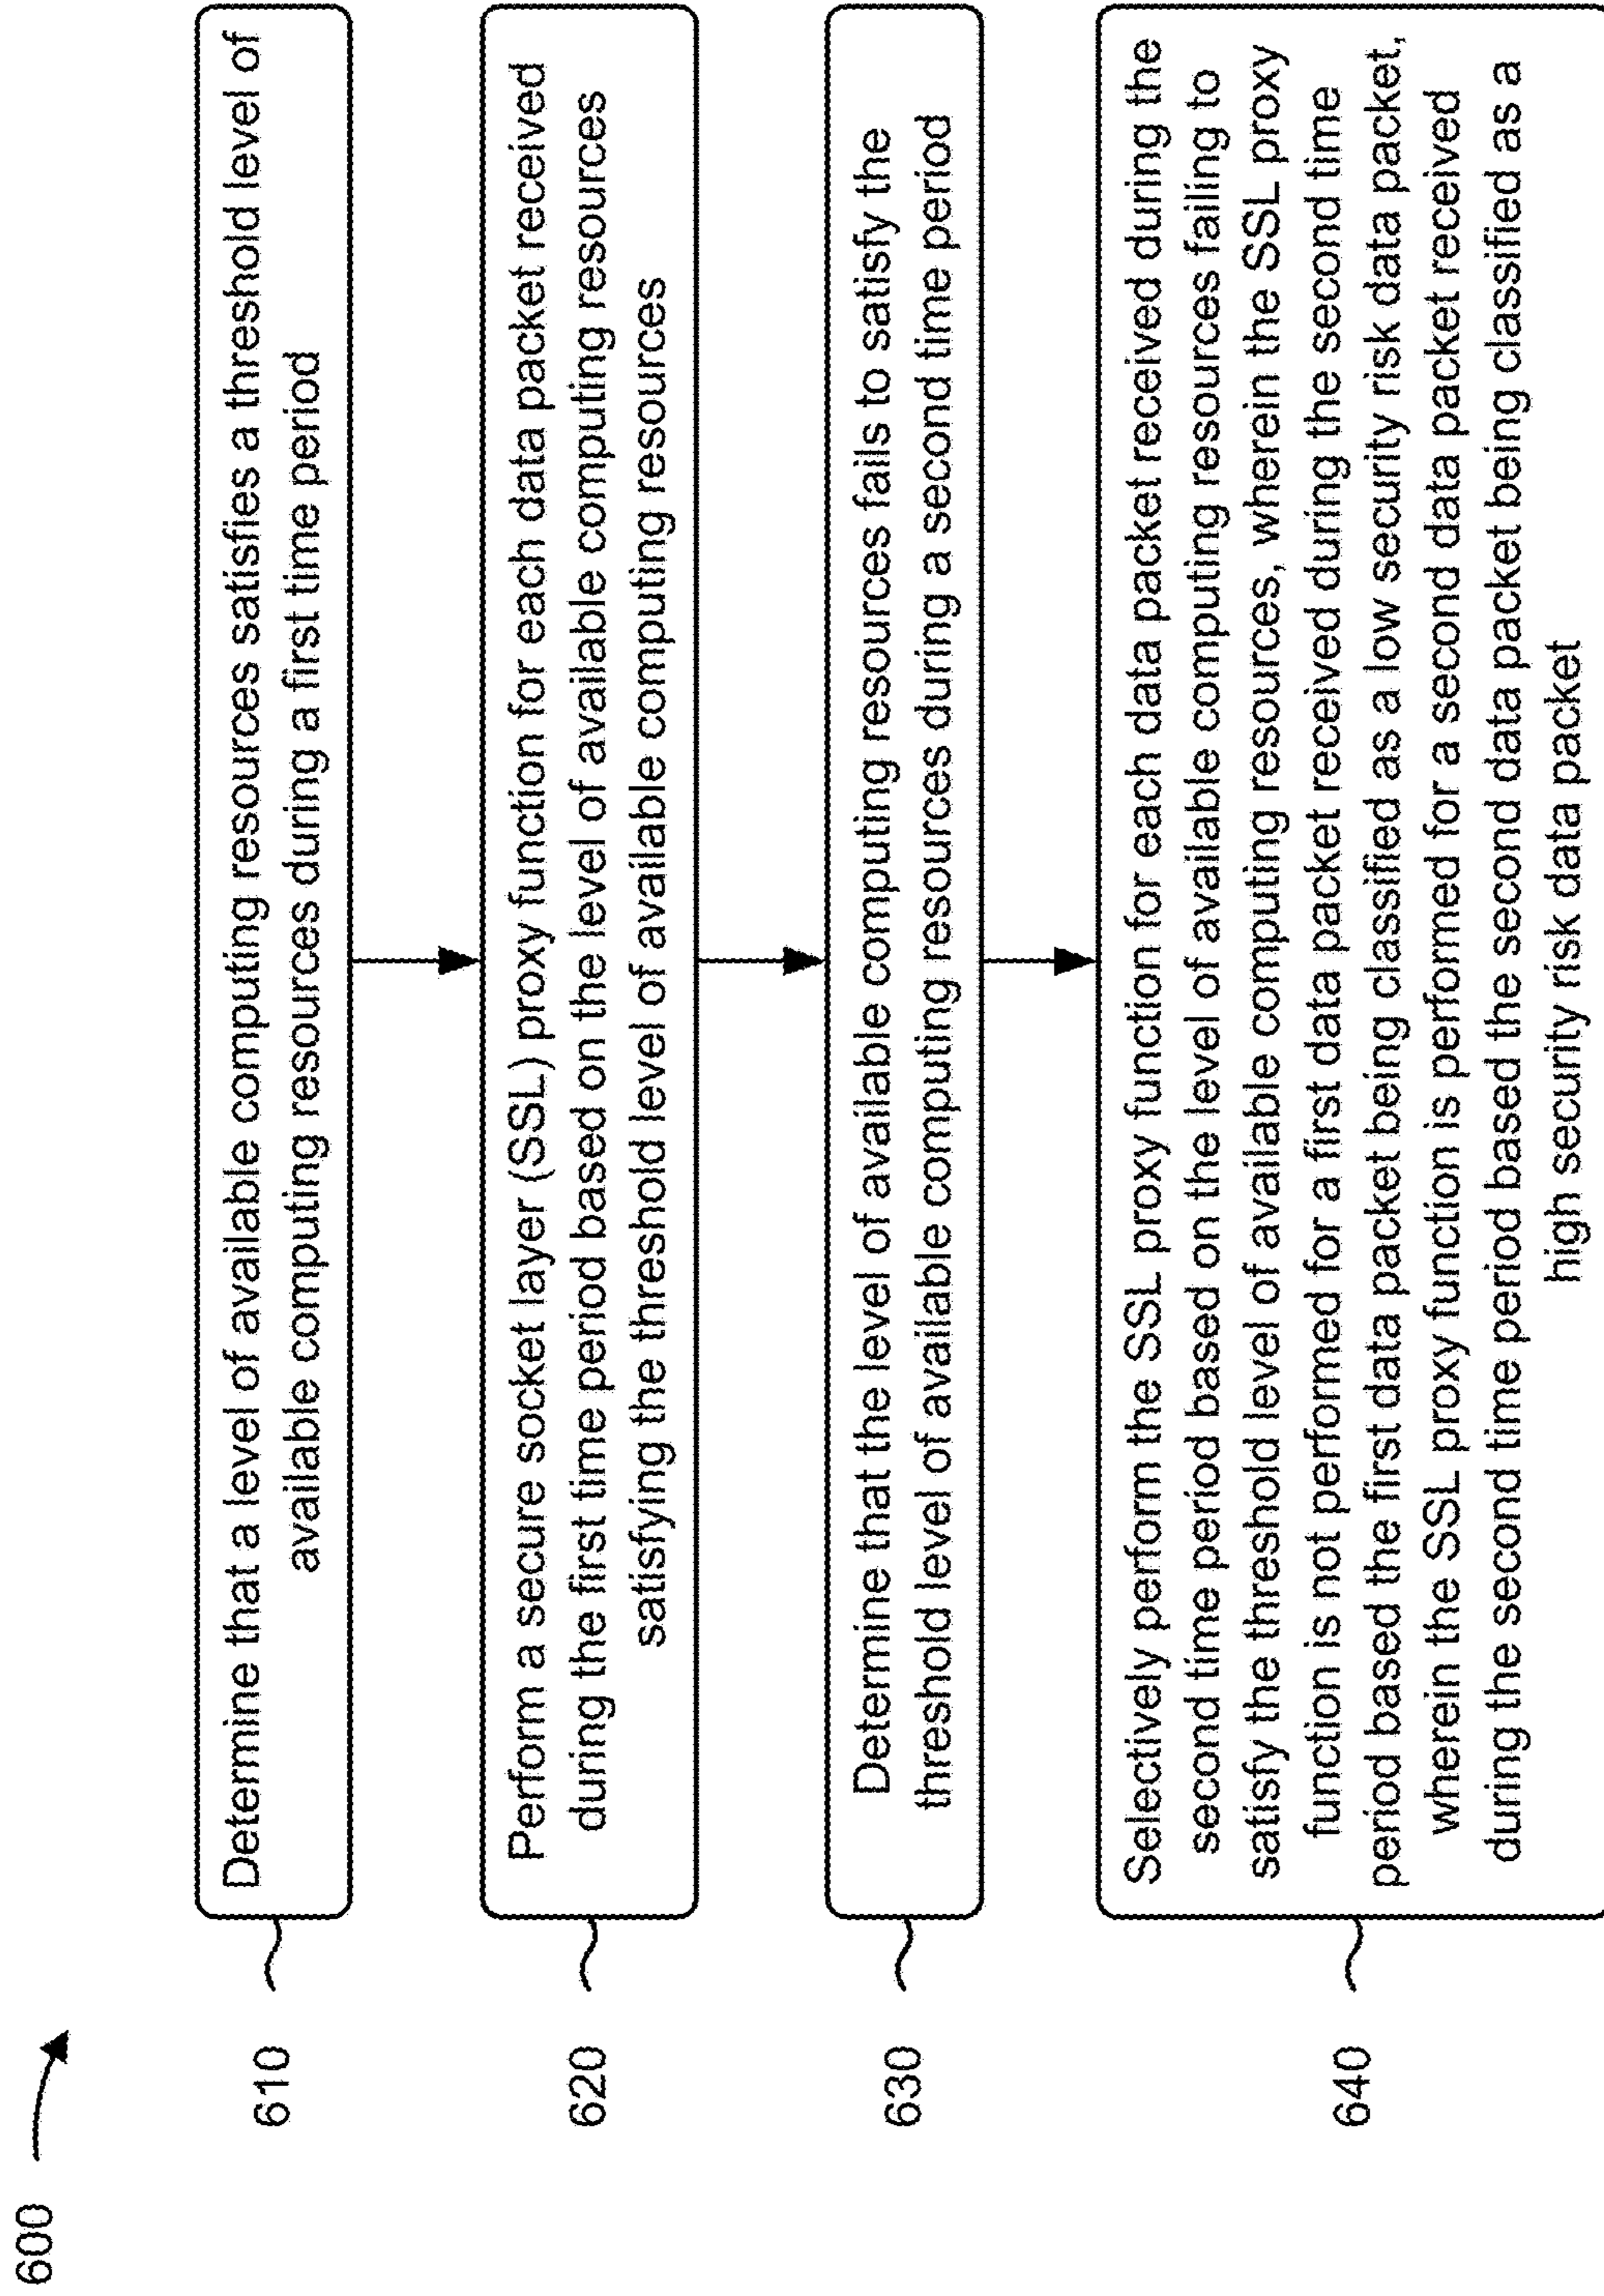 600
610
Determine that a level of available computing resources satisfies a threshold level of
available computing resources during a first time period
620
Perform a secure socket layer (SSL) proxy function for each data packet received
during the first time period based on the level of available computing resources
satisfying the threshold level of available computing resources
630
Determine that the level of available computing resources fails to satisfy the
threshold level of available computing resources during a second time period
640
Selectively perform the SSL proxy function for each data packet received during the
second time period based on the level of available computing resources failing to
satisfy the threshold level of available computing resources, wherein the SSL proxy
function is not performed for a first data packet received during the second time
period based the first data packet being classified as a low security risk data packet,
wherein the SSL proxy function is performed for a second data packet received
during the second time period based the second data packet being classified as a
high security risk data packet